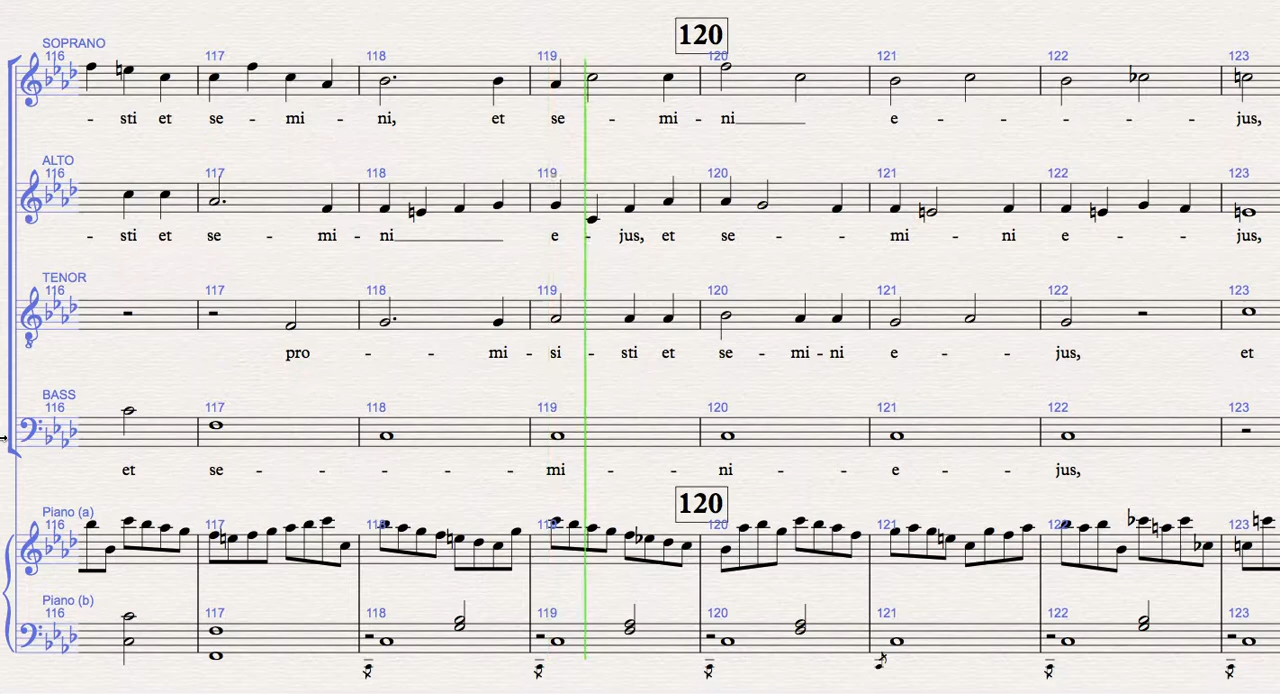 120
SOPRANO
116 117 118 119 120 121 122 123
- sti et se - mi - ni, et se - mi - ni____ e - - - - jus,
ALTO
116 117 118 119 120 121 122 123
- sti et se - mi - ni____ e - jus, et se - - mi - ni e - - jus,
TENOR
116 117 118 119 120 121 122 123
8
pro - - mi - si - sti et se - mi - ni e - - jus, et
BASS
116 117 118 119 120 121 122 123
et se - - - - mi - - ni - - e - - jus,
120
Piano (a)
116 117 118 119 120 121 122 123
Piano (b)
116 117 118 119 120 121 122 123